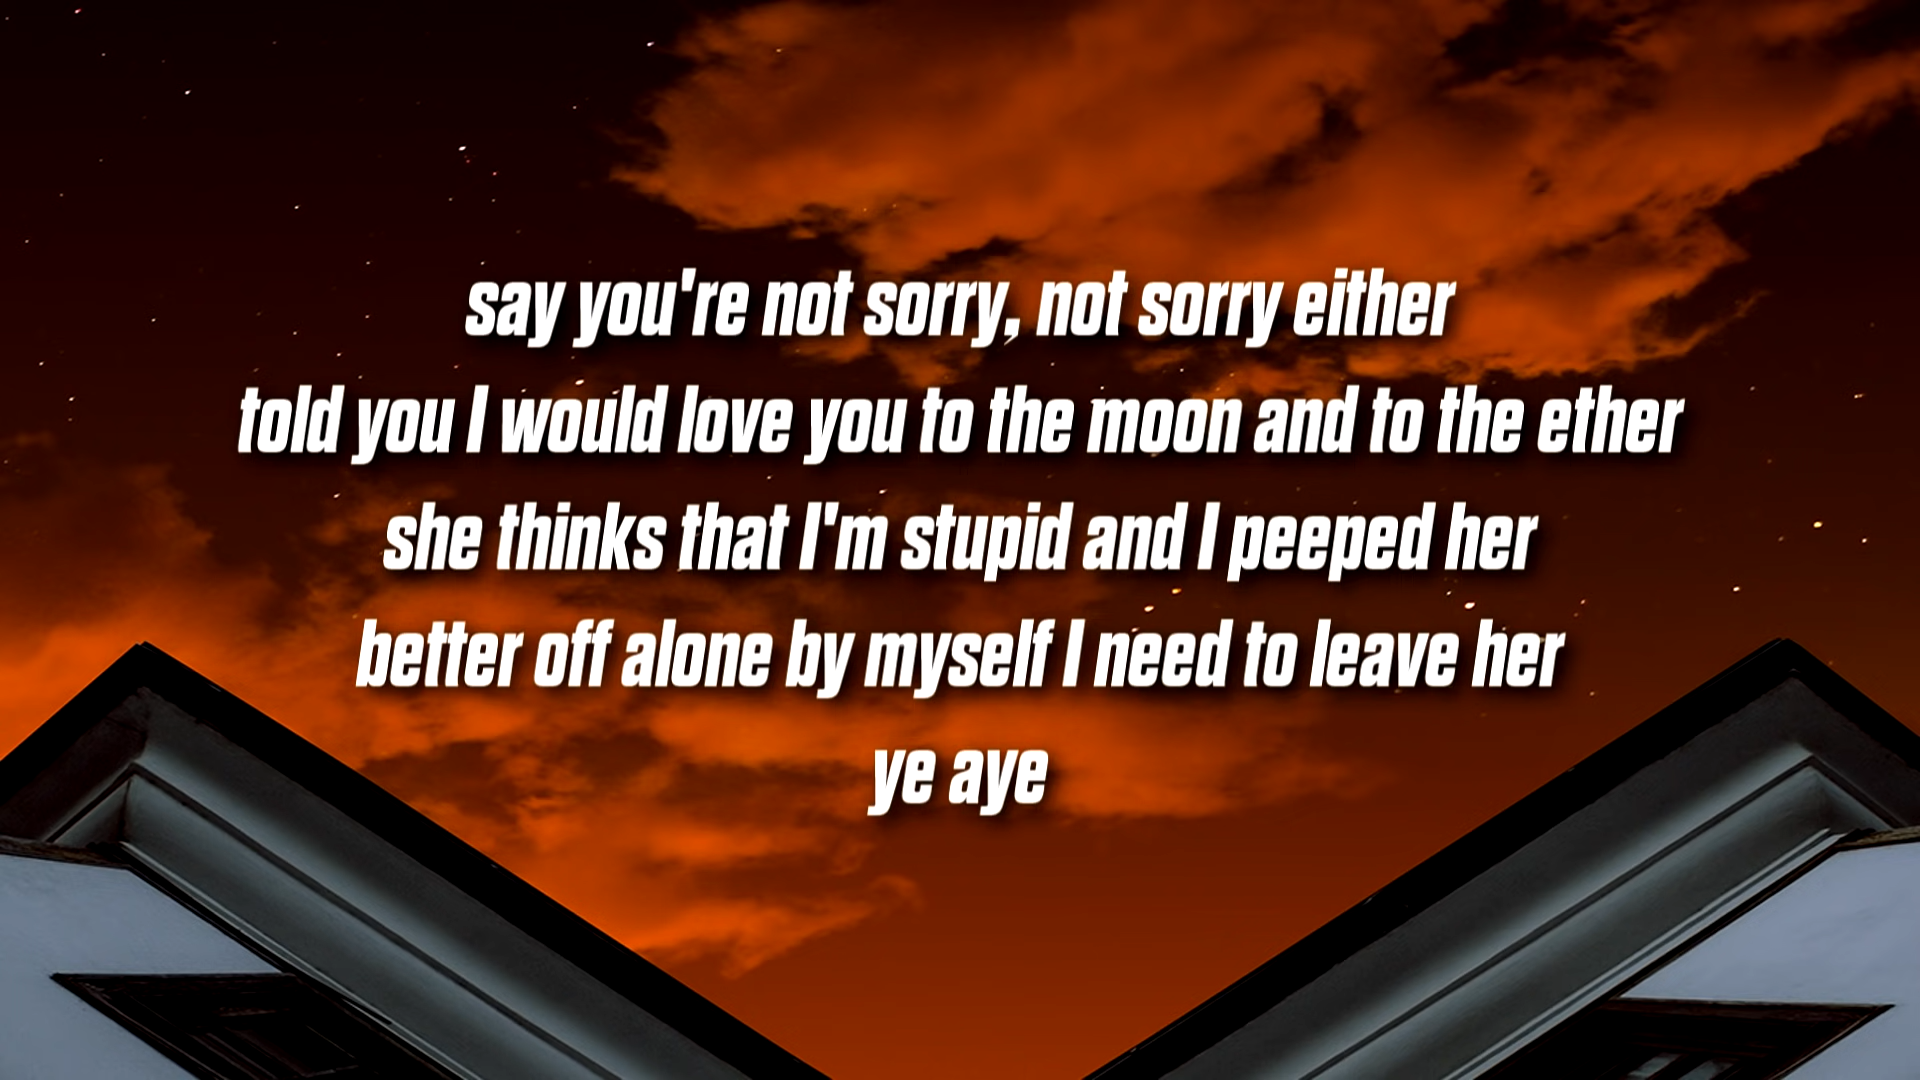 say you're not sorry, not sorry either
told you I would love you to the moon and to the ether
she thinks that I'm stupid and I peeped her
better off alone by myself I need to leave her
ye aye